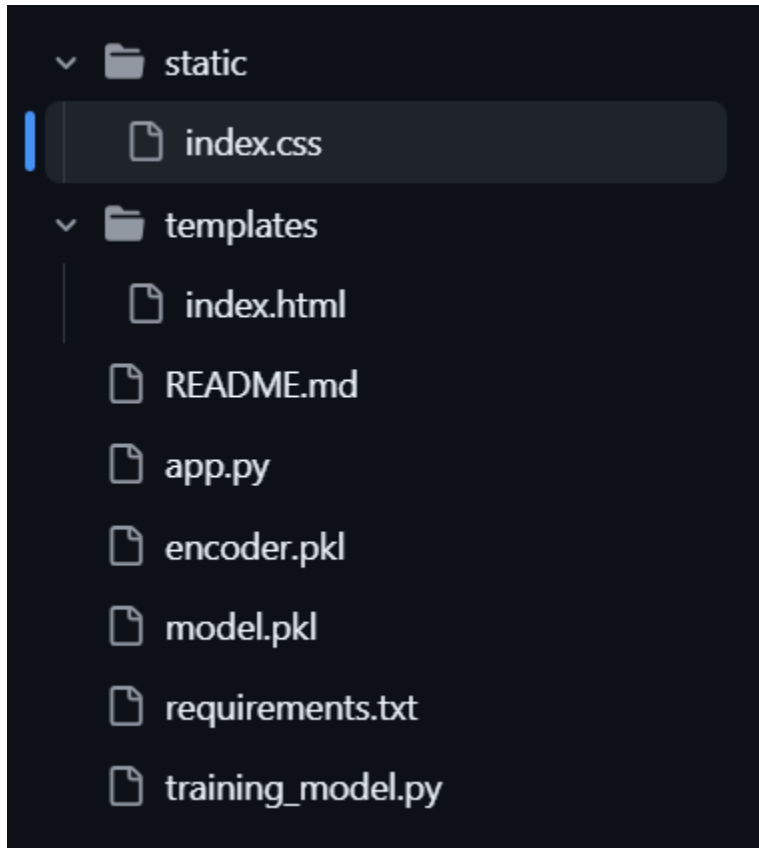 static
index.css
templates
index.html
README.md
app.py
encoder.pkl
model.pkl
requirements.txt
training_model.py